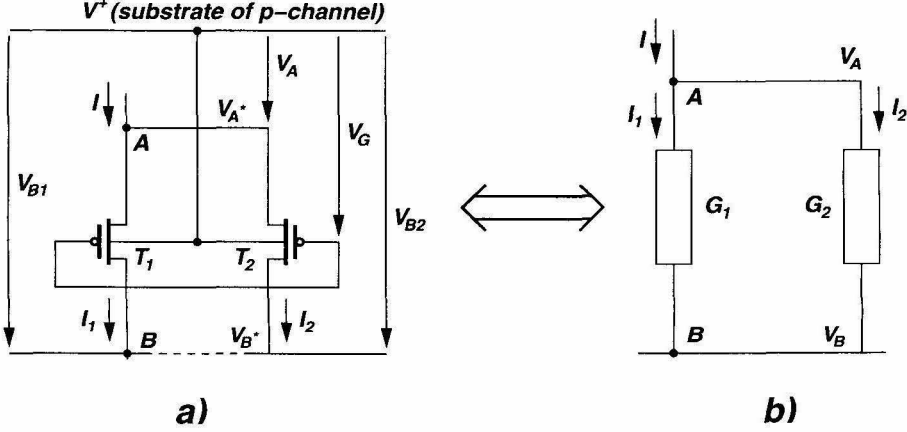 V+ (substrate of p-channel)
I
V_A
V_A*
A
V_G
V_B1
V_B2
T_1
T_2
I_1
B
V_B*
I_2
a)
I
V_A
A
I_1
I_2
G_1
G_2
B
V_B
b)